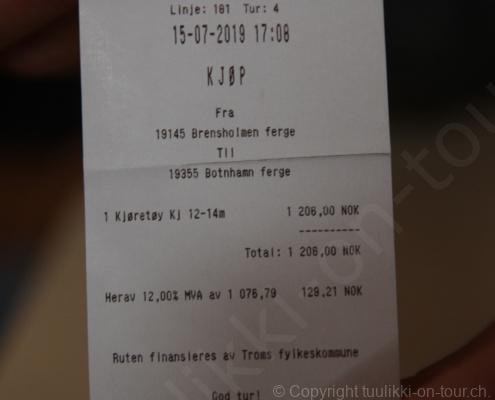 Linje: 181 Tur: 4
15-07-2019 17:08
KJØP
Fra
19145 Brensholmen ferge
Til
19355 Botnhamn ferge
1 Kjøretøy Kj 12-14m 1 206,00 NOK
----------
Total: 1 206,00 NOK
Herav 12,00% MVA av 1 076,79 129,21 NOK
Ruten finansieres av Troms fylkeskommune
God tur!
© Copyright tuulikki-on-tour.ch.